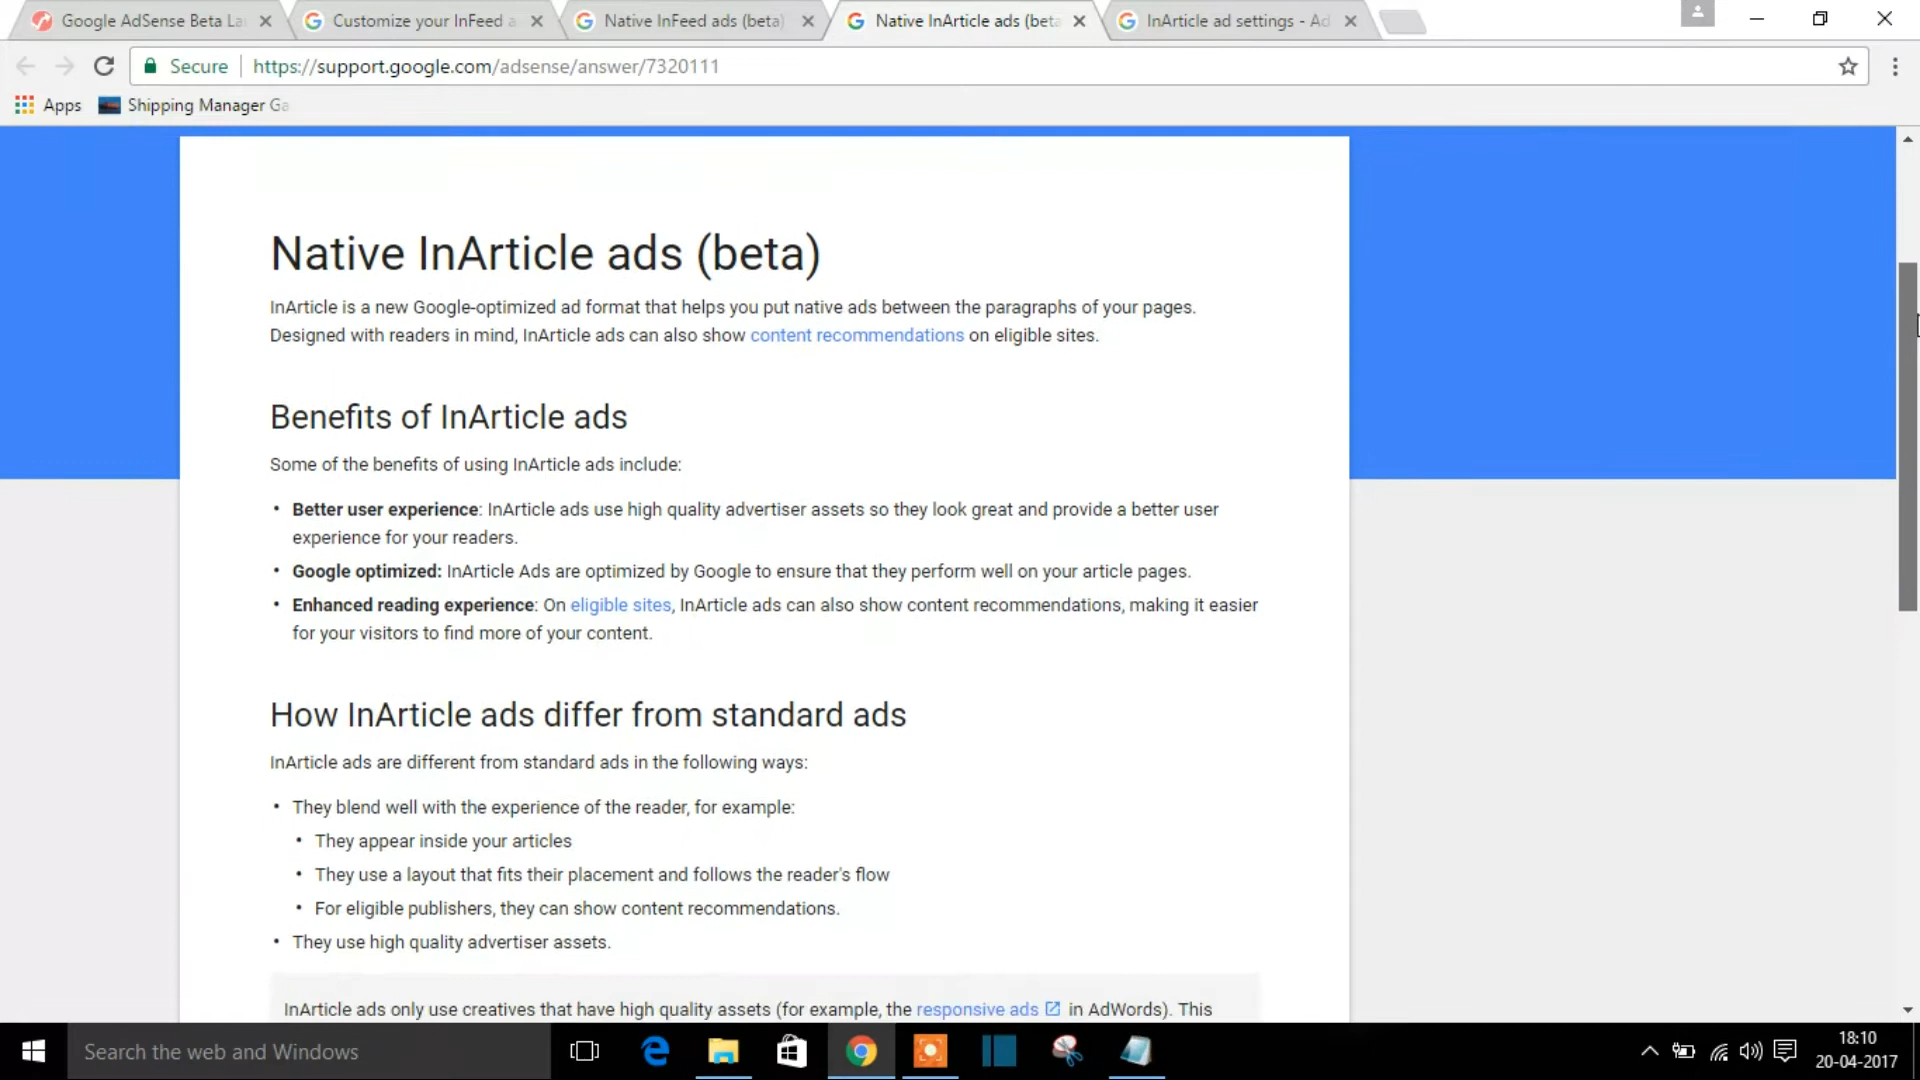 Google AdSense Beta La
Customize your InFeed a
Native InFeed ads (beta)
Native InArticle ads (beta
InArticle ad settings - Ad
Secure
https://support.google.com/adsense/answer/7320111
Apps
Shipping Manager Ga
Native InArticle ads (beta)
InArticle is a new Google-optimized ad format that helps you put native ads between the paragraphs of your pages.
Designed with readers in mind, InArticle ads can also show content recommendations on eligible sites.
Benefits of InArticle ads
Some of the benefits of using InArticle ads include:
• Better user experience: InArticle ads use high quality advertiser assets so they look great and provide a better user
experience for your readers.
• Google optimized: InArticle Ads are optimized by Google to ensure that they perform well on your article pages.
• Enhanced reading experience: On eligible sites, InArticle ads can also show content recommendations, making it easier
for your visitors to find more of your content.
How InArticle ads differ from standard ads
InArticle ads are different from standard ads in the following ways:
• They blend well with the experience of the reader, for example:
• They appear inside your articles
• They use a layout that fits their placement and follows the reader's flow
• For eligible publishers, they can show content recommendations.
• They use high quality advertiser assets.
InArticle ads only use creatives that have high quality assets (for example, the responsive ads in AdWords). This
Search the web and Windows
18:10
20-04-2017